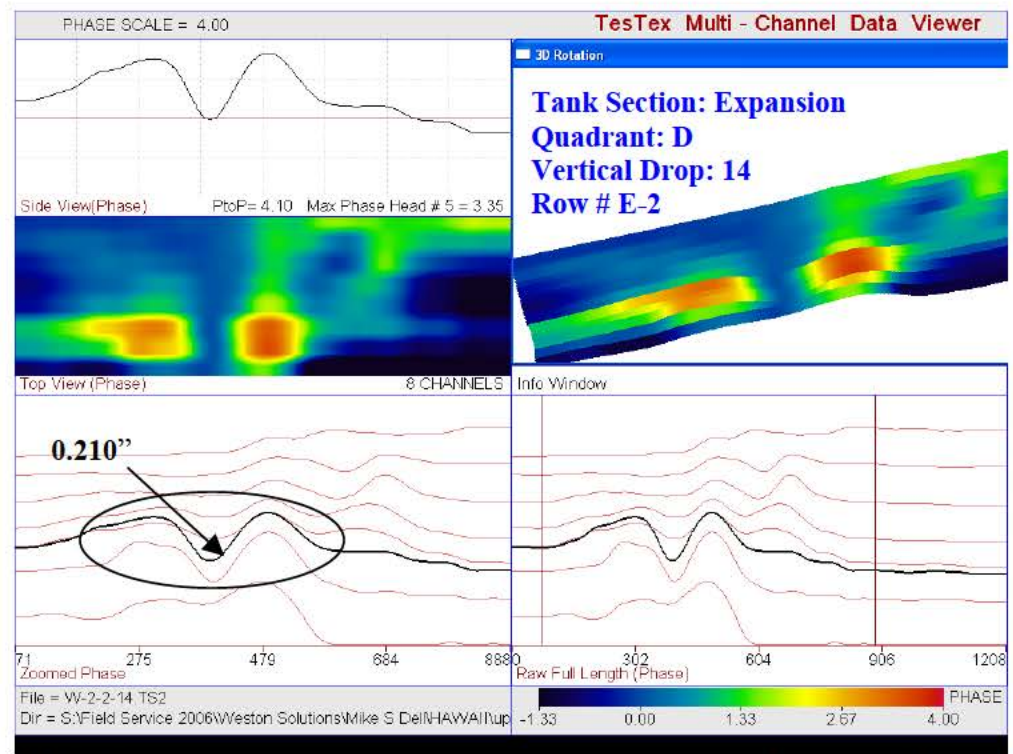 PHASE SCALE = 4.00
TesTex Multi - Channel Data Viewer
3D Rotation
Tank Section: Expansion
Quadrant: D
Vertical Drop: 14
Row # E-2
Side View(Phase) PtoP= 4.10 Max Phase Head # 5 = 3.35
Top View (Phase) 8 CHANNELS
Info Window
0.210”
71 275 479 684 888
Zoomed Phase
0 302 604 906 1208
Raw Full Length (Phase)
File = W-2-2-14.TS2
Dir = S:\Field Service 2006\Weston Solutions\Mike S Dell\HAWAII\up
PHASE
-1.33 0.00 1.33 2.67 4.00